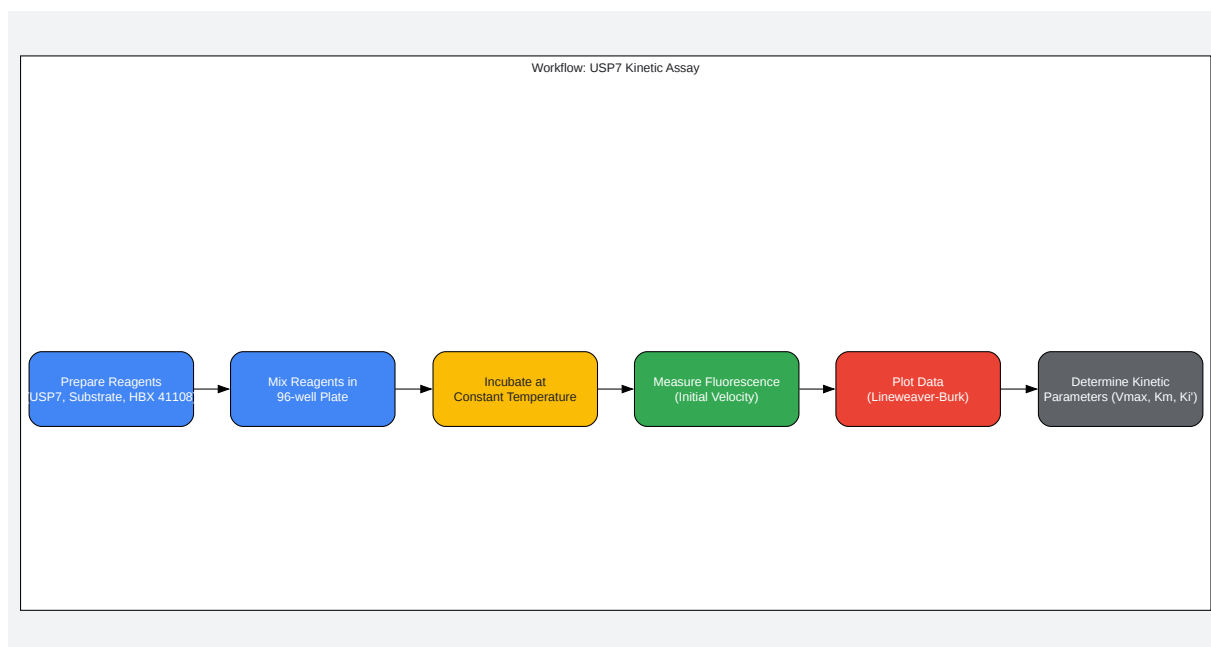 Workflow: USP7 Kinetic Assay
Prepare Reagents
(USP7, Substrate, HBX 41108)
Mix Reagents in
96-well Plate
Incubate at
Constant Temperature
Measure Fluorescence
(Initial Velocity)
Plot Data
(Lineweaver-Burk)
Determine Kinetic
Parameters (Vmax, Km, Ki')